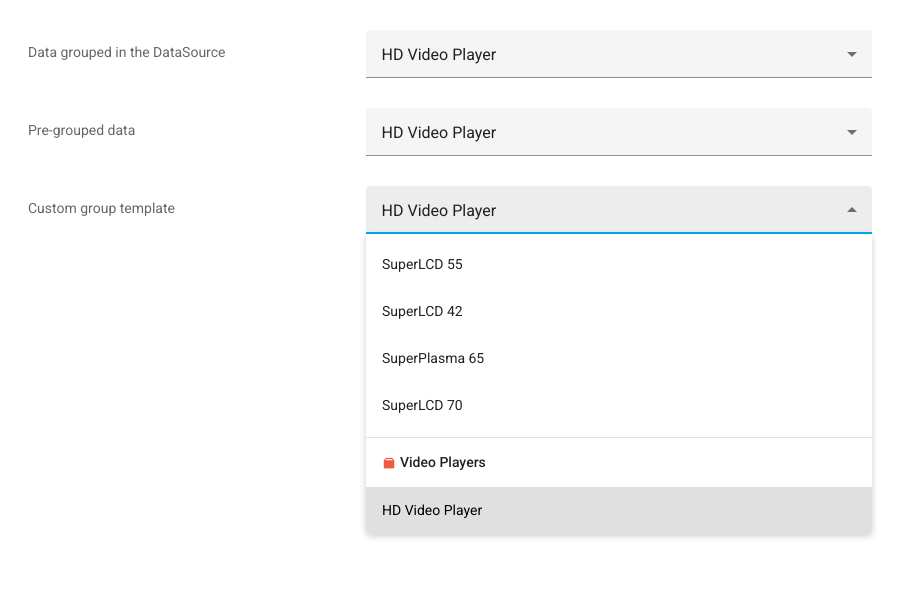 Data grouped in the DataSource
HD Video Player
Pre-grouped data
HD Video Player
Custom group template
HD Video Player
SuperLCD 55
SuperLCD 42
SuperPlasma 65
SuperLCD 70
Video Players
HD Video Player